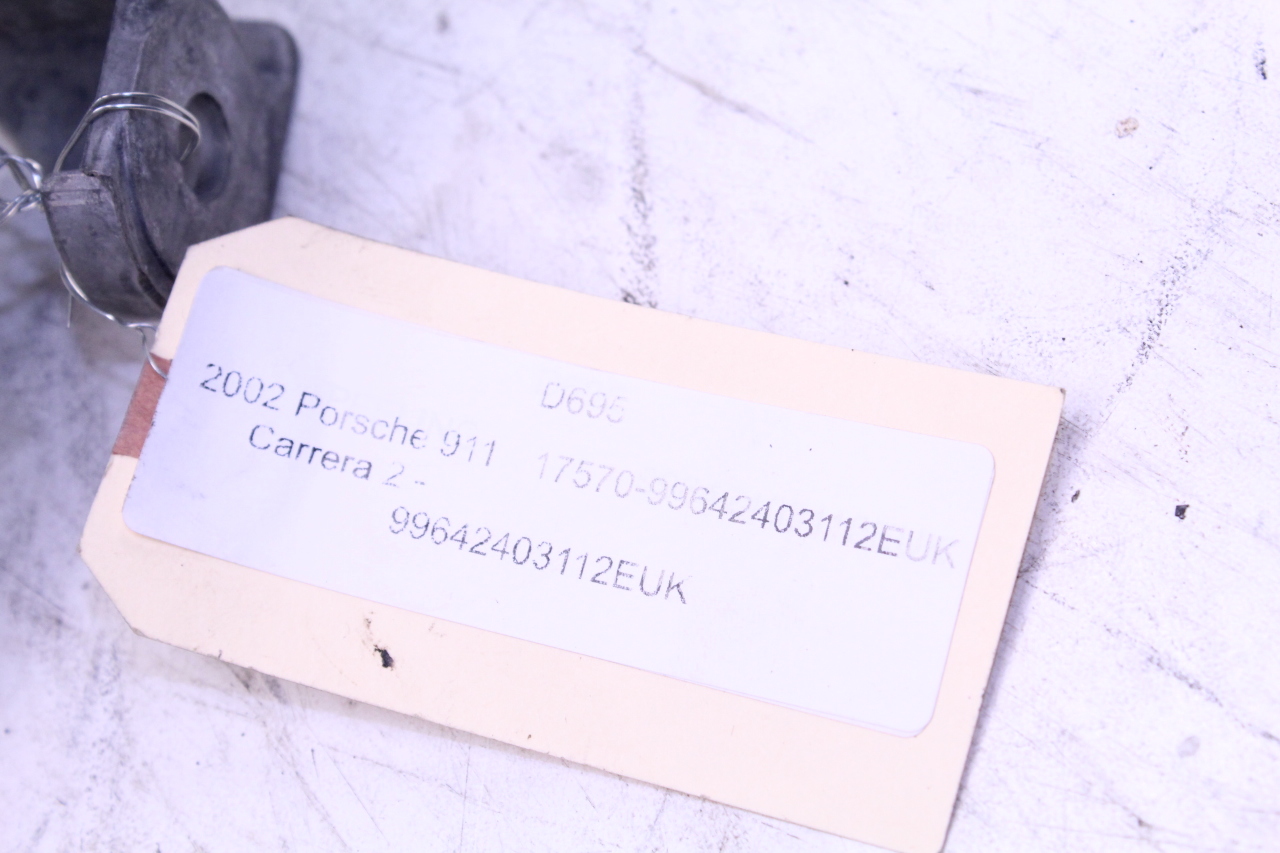 D695
2002 Porsche 911 17570-99642403112EUK
Carrera 2 -
99642403112EUK